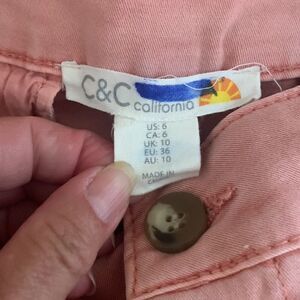 C&C
california
US: 6
CA: 6
UK: 10
EU: 36
AU: 10
MADE IN